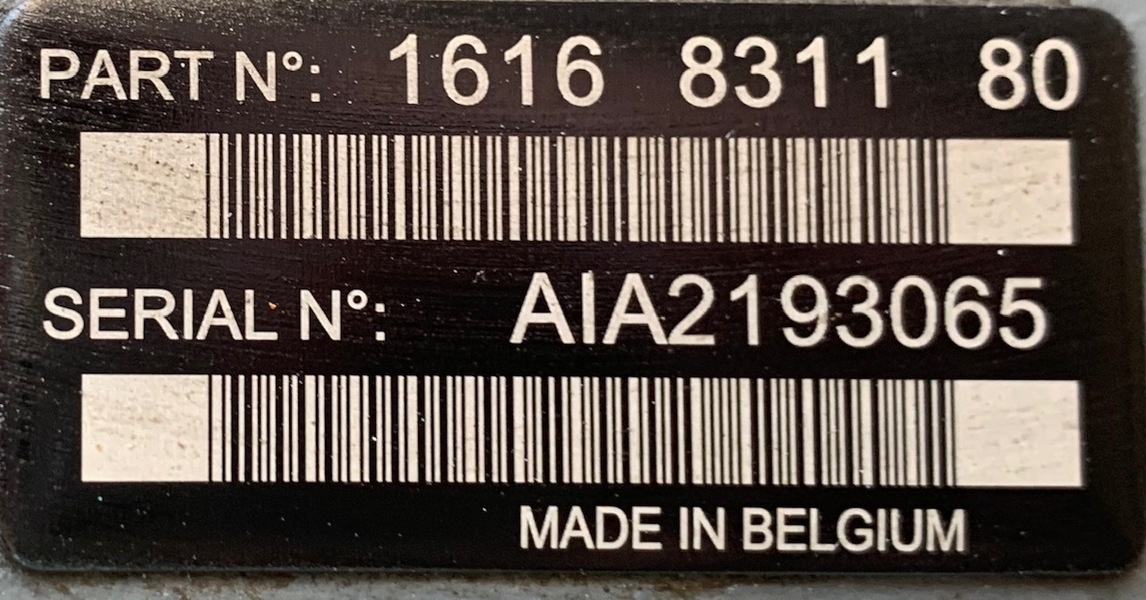 PART N°: 1616 8311 80
SERIAL N°: AIA2193065
MADE IN BELGIUM